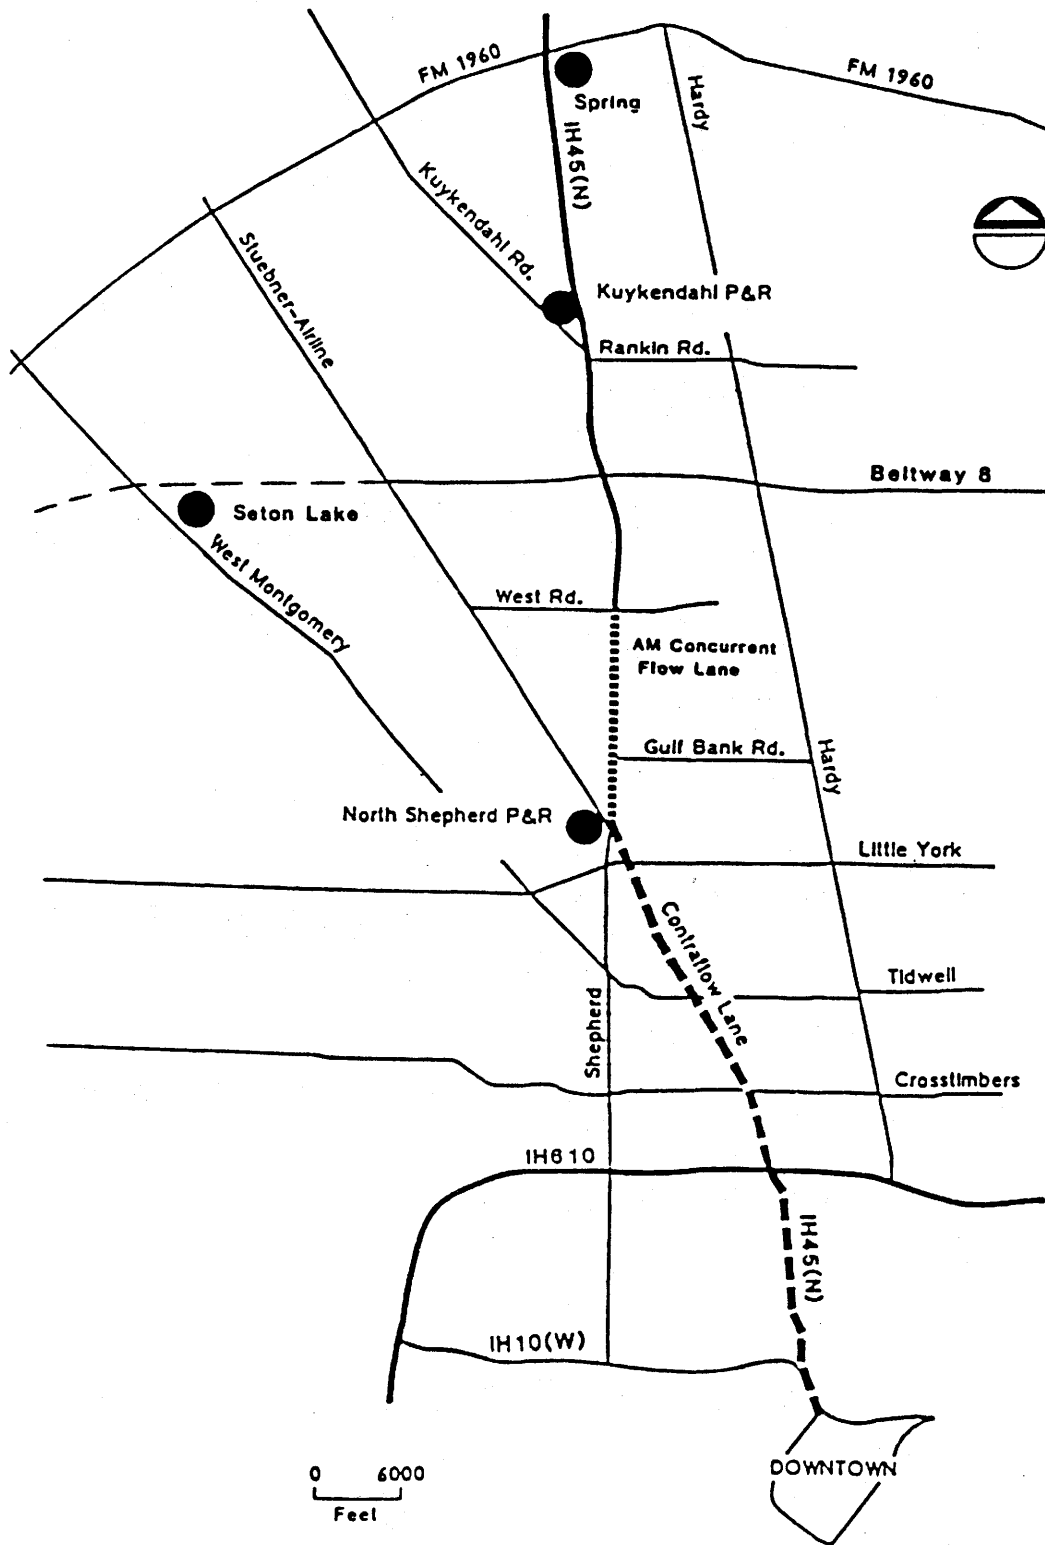 FM 1960
FM 1960
Spring
Hardy
IH45(N)
Kuykendahl Rd.
Stuebner-Airline
Kuykendahl P&R
Rankin Rd.
Beltway 8
Seton Lake
West Montgomery
West Rd.
AM Concurrent
Flow Lane
Gulf Bank Rd.
Hardy
North Shepherd P&R
Little York
Contraflow Lane
Tidwell
Shepherd
Crosstimbers
IH610
IH45(N)
IH10(W)
DOWNTOWN
0 6000
Feet